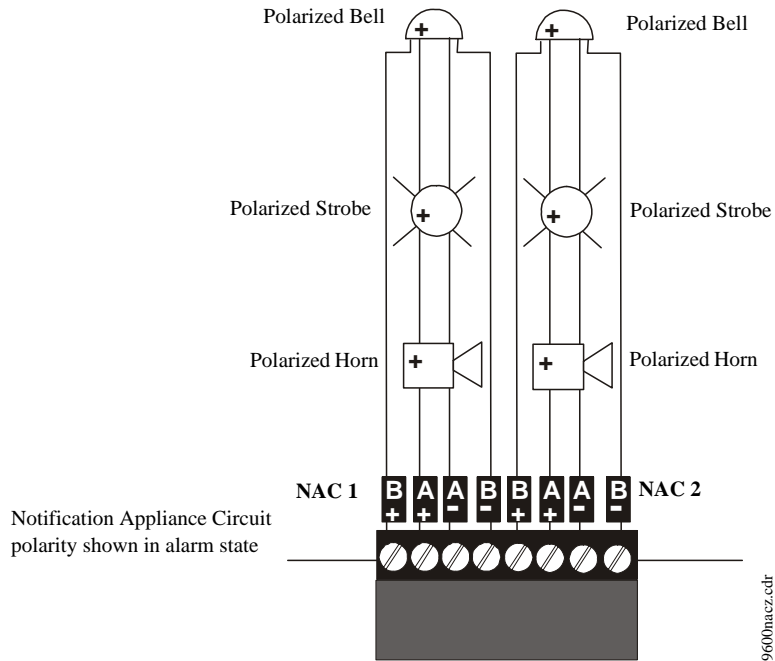 Polarized Bell
Polarized Bell
+
+
Polarized Strobe
Polarized Strobe
+
+
Polarized Horn
Polarized Horn
+
+
NAC 1
B A A B B A A B
+ + - - + + - -
NAC 2
Notification Appliance Circuit
polarity shown in alarm state
9600nacz.cdr